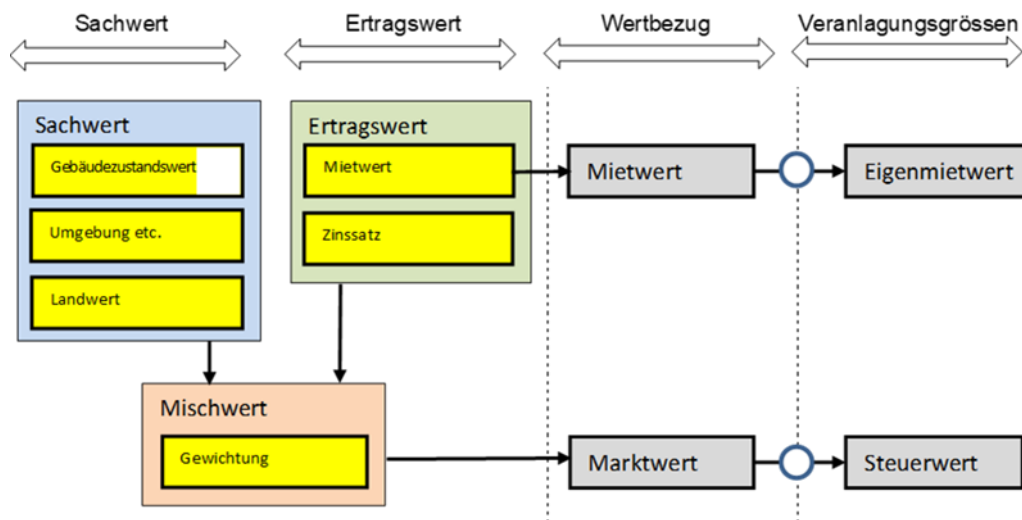 Sachwert
Ertragswert
Wertbezug
Veranlagungsgrössen
Sachwert
Gebäudezustandswert
Umgebung etc.
Landwert
Ertragswert
Mietwert
Zinssatz
Mietwert
Eigenmietwert
Mischwert
Gewichtung
Marktwert
Steuerwert